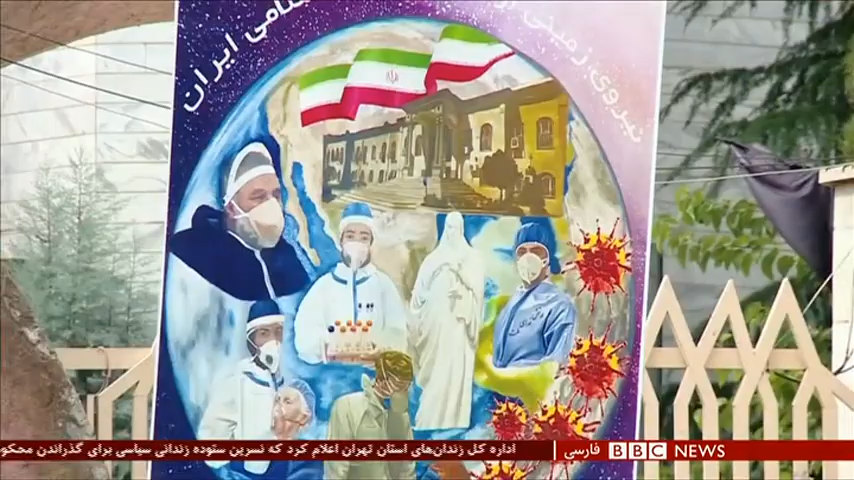 ایران
نیروی زمینی
اداره کل زندان‌های استان تهران اعلام کرد که نسرین ستوده زندانی سیاسی برای گذراندن محکو
BBC NEWS فارسی